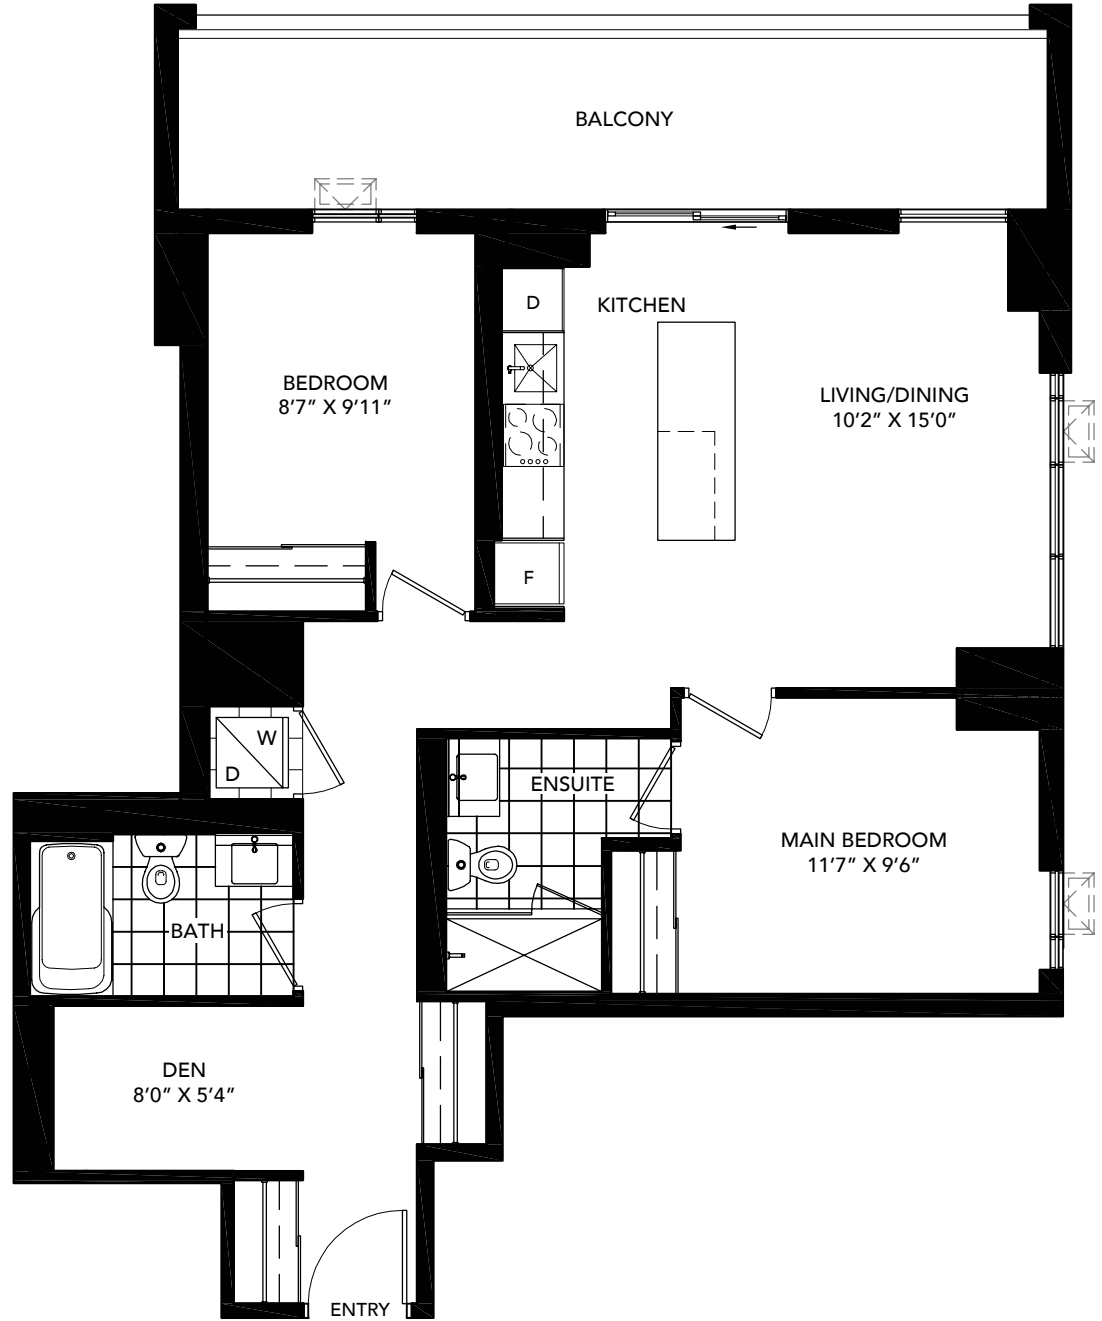 BALCONY
D
KITCHEN
BEDROOM
8'7" X 9'11"
LIVING/DINING
10'2" X 15'0"
F
W
D
ENSUITE
MAIN BEDROOM
11'7" X 9'6"
BATH
DEN
8'0" X 5'4"
ENTRY